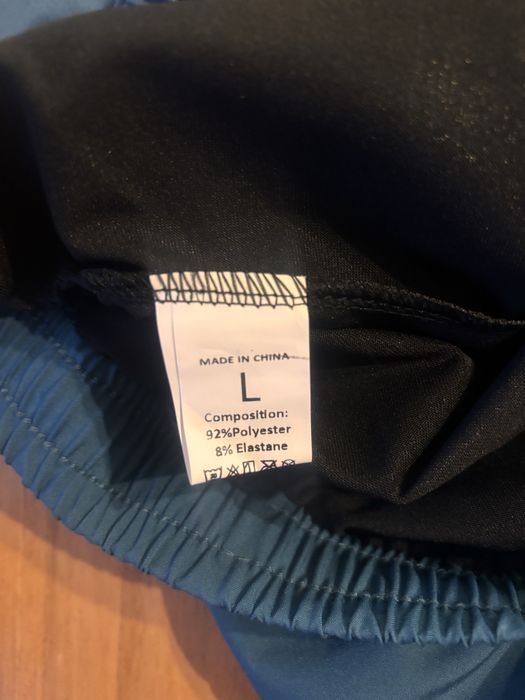 MADE IN CHINA
L
Composition:
92%Polyester
8% Elastane